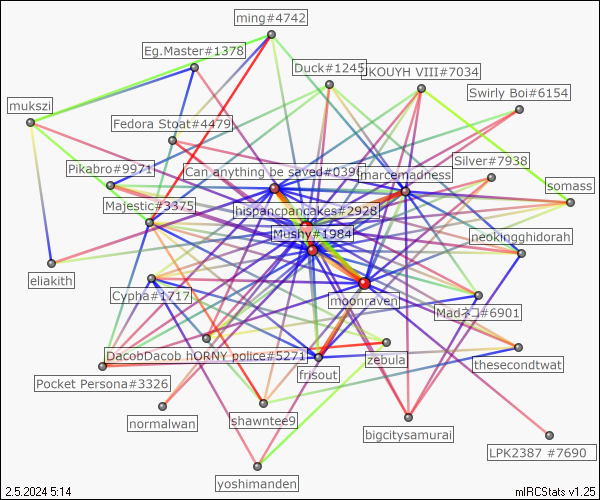 ming#4742
Eg.Master#1378
Duck#1245
JKOUYH VIII#7034
Swirly Boi#6154
mukszi
Fedora Stoat#4479
Pikabro#9971
Can anything be saved#0390
marcemadness
Silver#7938
somass
Majestic#3375
hispancpancakes#2928
Mushy#1984
neokingghidorah
eliakith
Cypha#1717
moonraven
Madネコ#6901
DacobDacob hORNY police#5271
zebula
thesecondtwat
Pocket Persona#3326
frisout
normalwan
shawntee9
bigcitysamurai
LPK2387 #7690
yoshimanden
2.5.2024 5:14
mIRCStats v1.25